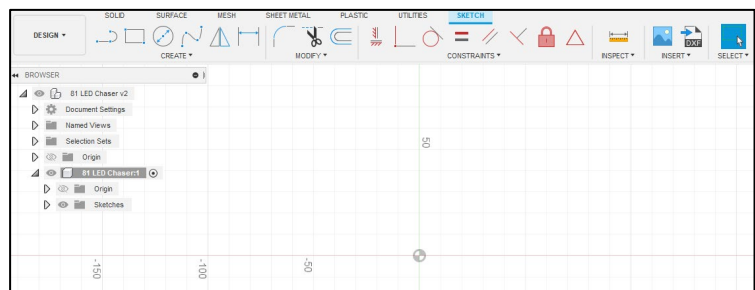 SOLID SURFACE MESH SHEET METAL PLASTIC UTILITIES SKETCH
DESIGN ▾
DXF
CREATE ▾ MODIFY ▾ CONSTRAINTS ▾ INSPECT ▾ INSERT ▾ SELECT ▾
BROWSER
81 LED Chaser v2
Document Settings
Named Views
Selection Sets
Origin
81 LED Chaser:1
Origin
Sketches
50
-150 -100 -50